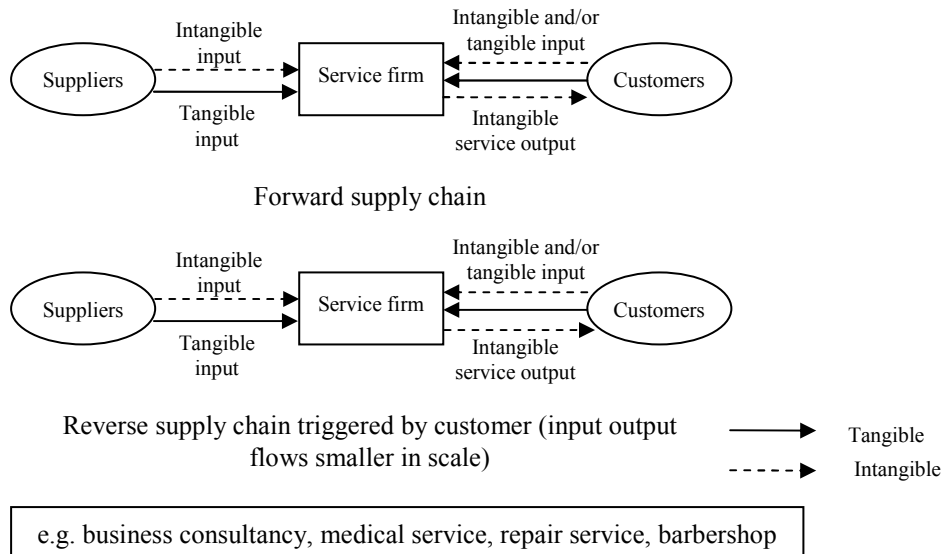 Intangible
input
Intangible and/or
tangible input
Suppliers
Service firm
Customers
Tangible
input
Intangible
service output
Forward supply chain
Intangible
input
Intangible and/or
tangible input
Suppliers
Service firm
Customers
Tangible
input
Intangible
service output
Reverse supply chain triggered by customer (input output
flows smaller in scale)
Tangible
Intangible
e.g. business consultancy, medical service, repair service, barbershop